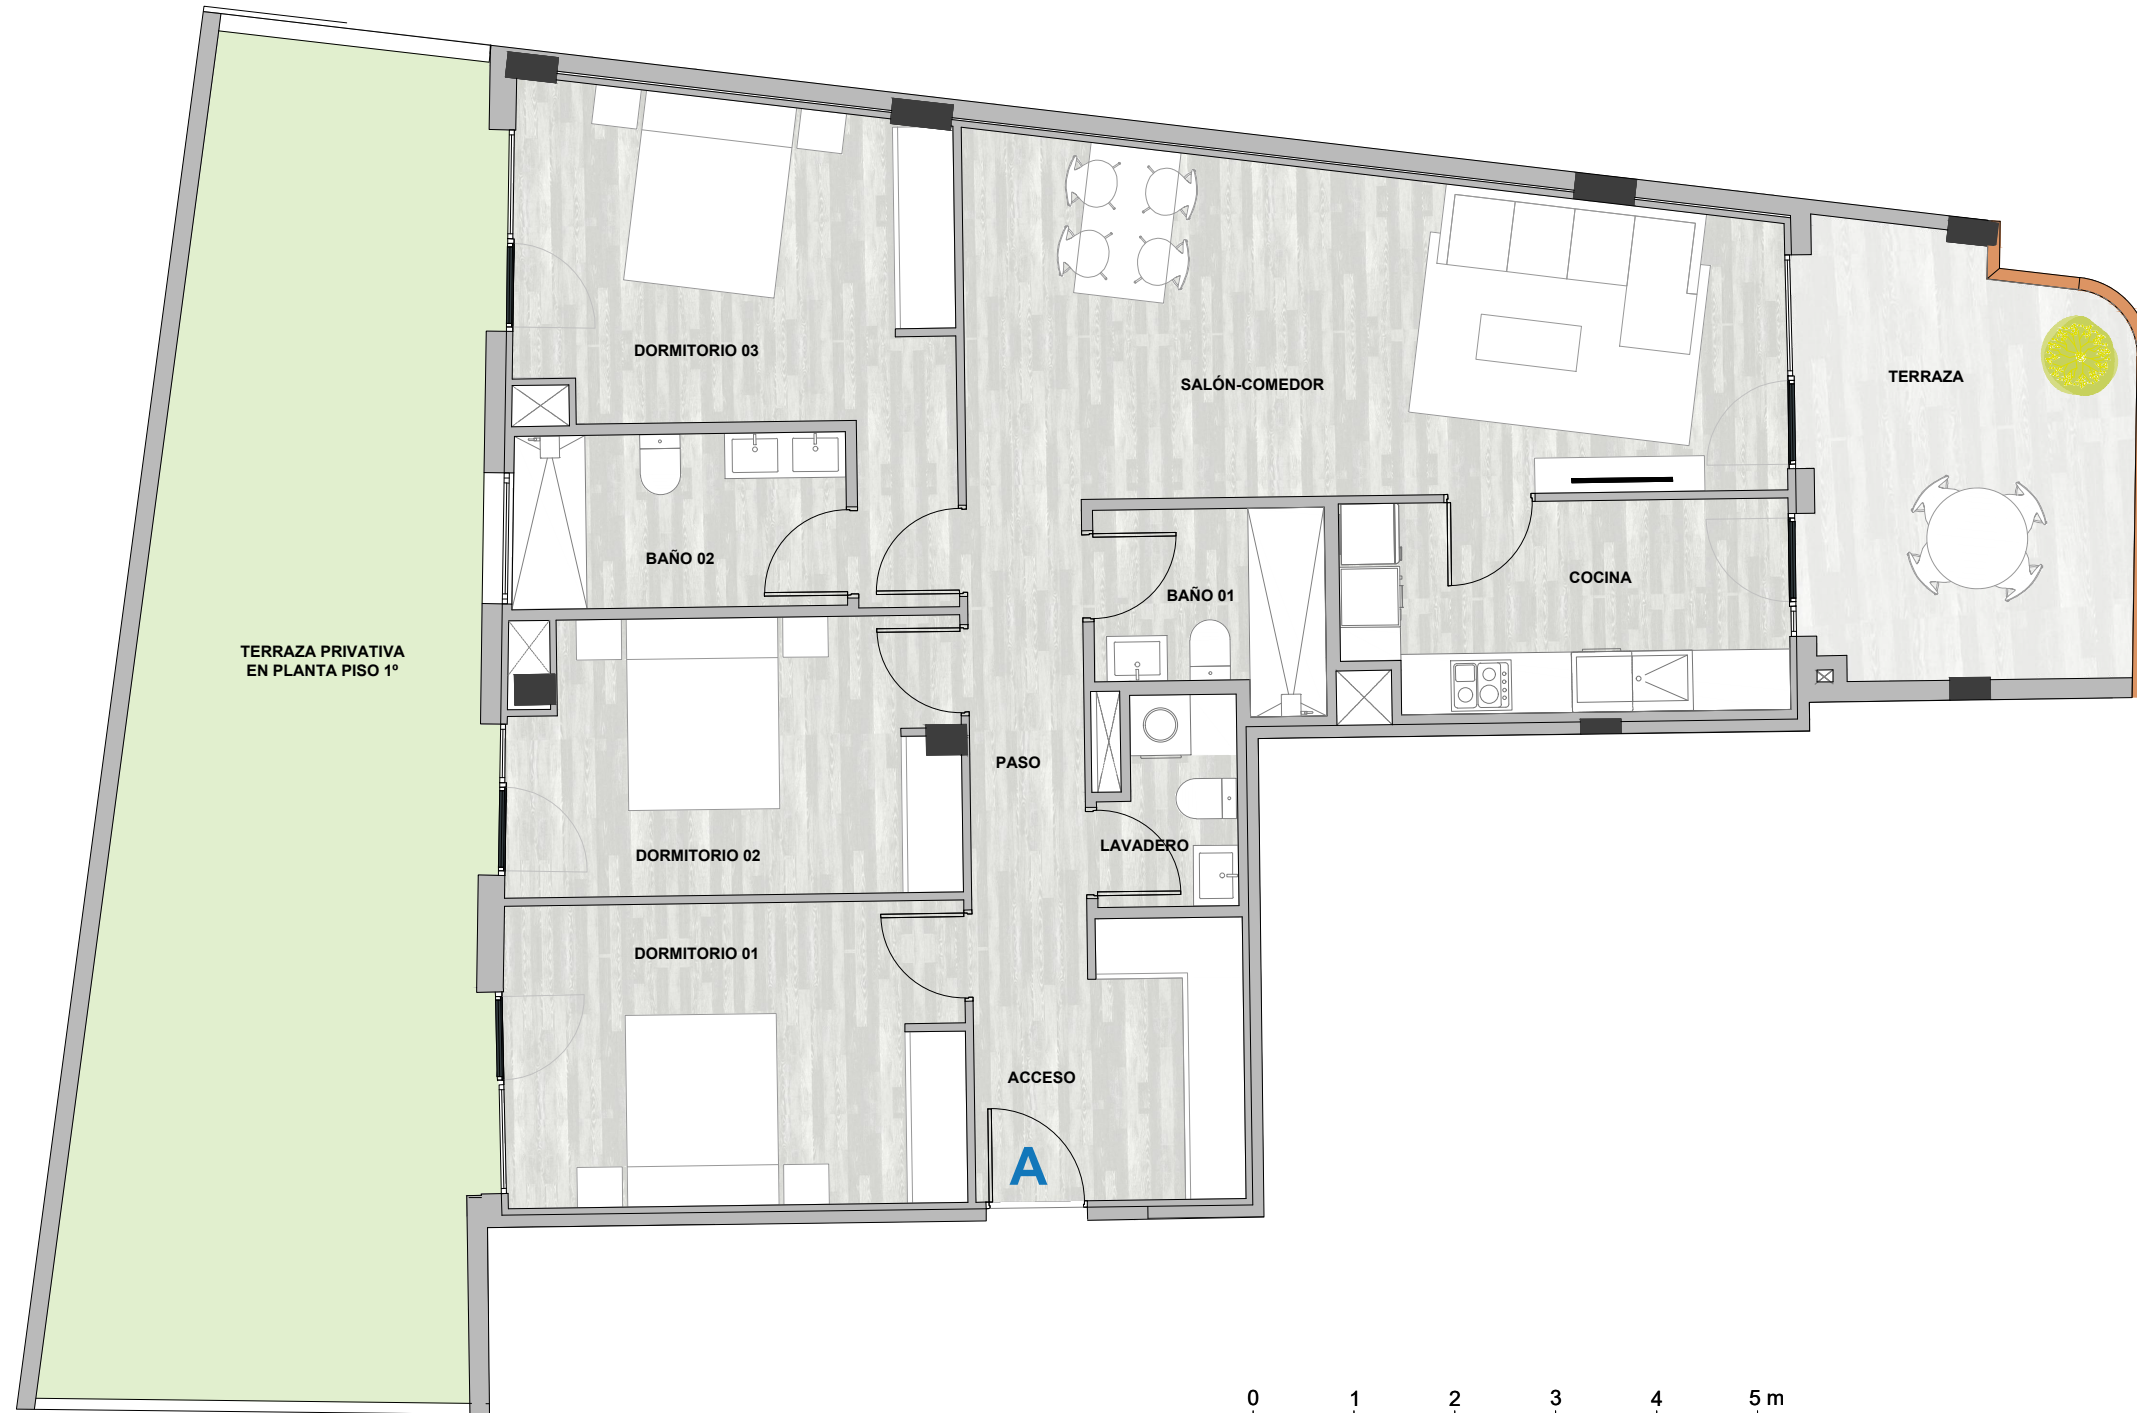 DORMITORIO 03
SALÓN-COMEDOR
TERRAZA
BAÑO 02
COCINA
BAÑO 01
TERRAZA PRIVATIVA
EN PLANTA PISO 1º
PASO
LAVADERO
DORMITORIO 02
DORMITORIO 01
ACCESO
A
0 1 2 3 4 5 m